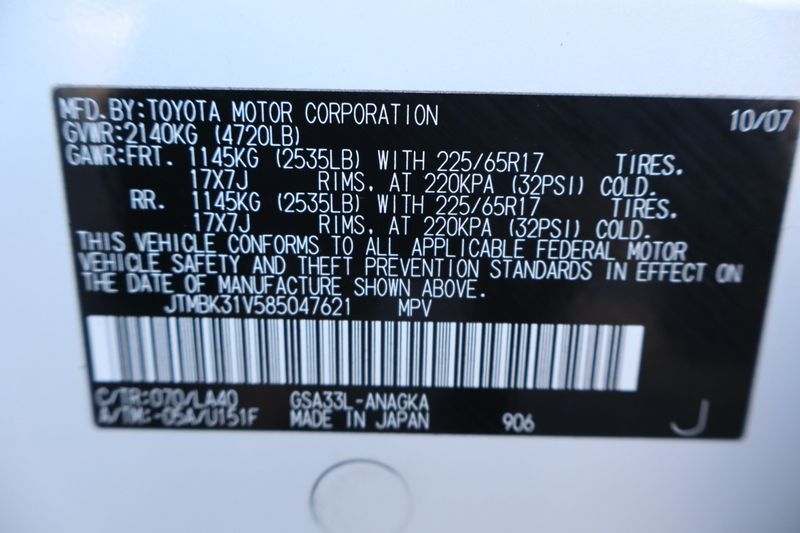 MFD. BY: TOYOTA MOTOR CORPORATION 10/07
GVWR: 2140KG (4720LB)
GAWR: FRT. 1145KG (2535LB) WITH 225/65R17 TIRES.
17X7J RIMS, AT 220KPA (32PSI) COLD.
RR. 1145KG (2535LB) WITH 225/65R17 TIRES.
17X7J RIMS, AT 220KPA (32PSI) COLD.
THIS VEHICLE CONFORMS TO ALL APPLICABLE FEDERAL MOTOR
VEHICLE SAFETY AND THEFT PREVENTION STANDARDS IN EFFECT ON
THE DATE OF MANUFACTURE SHOWN ABOVE.
JTMBK31V585047621 MPV
C/TR: 070/LA40 GSA33L-ANAGKA
A/TM: -05A/U151F MADE IN JAPAN 906 J